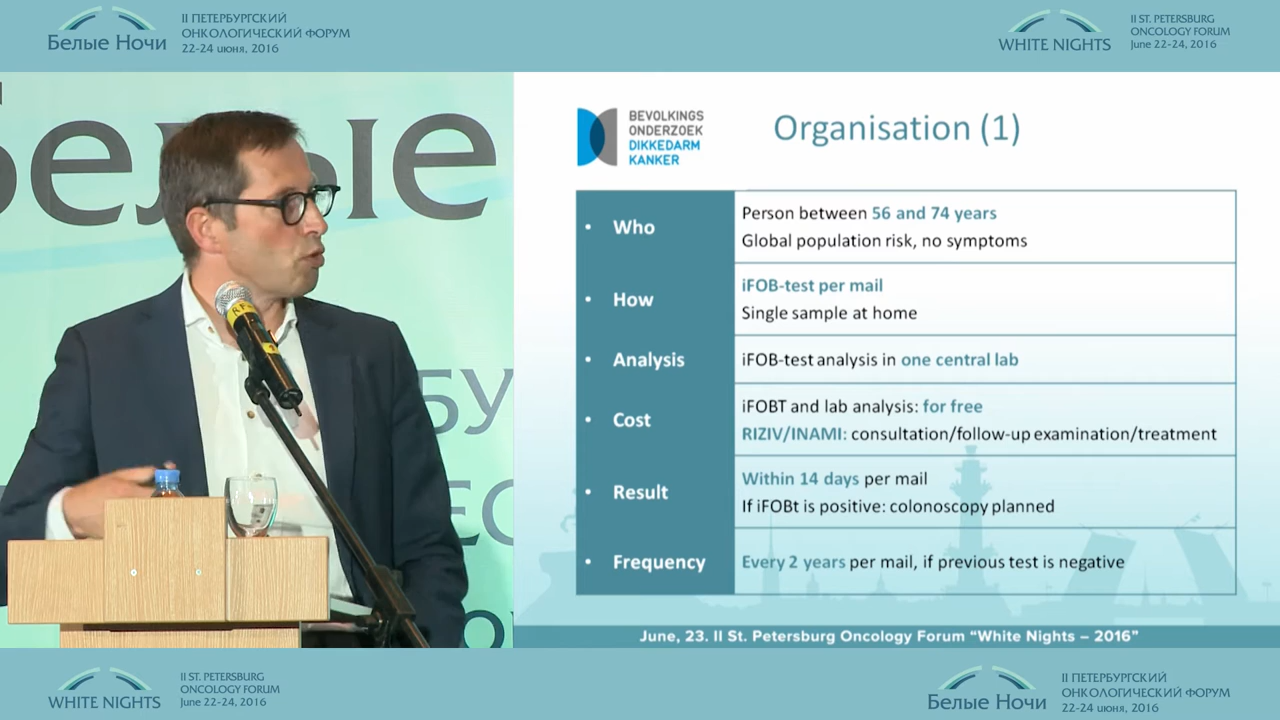 II ПЕТЕРБУРГСКИЙ
ОНКОЛОГИЧЕСКИЙ ФОРУМ
22-24 июня, 2016
Белые Ночи
II ST. PETERSBURG
ONCOLOGY FORUM
June 22-24, 2016
WHITE NIGHTS
Белые
BEVOLKINGS
ONDERZOEK
DIKKEDARM
KANKER
Organisation (1)
• Who
Person between 56 and 74 years
Global population risk, no symptoms
• How
iFOB-test per mail
Single sample at home
• Analysis
iFOB-test analysis in one central lab
• Cost
iFOBT and lab analysis: for free
RIZIV/INAMI: consultation/follow-up examination/treatment
• Result
Within 14 days per mail
If iFOBt is positive: colonoscopy planned
• Frequency
Every 2 years per mail, if previous test is negative
June, 23. II St. Petersburg Oncology Forum “White Nights – 2016”
WHITE NIGHTS
II ST. PETERSBURG
ONCOLOGY FORUM
June 22-24, 2016
Белые Ночи
II ПЕТЕРБУРГСКИЙ
ОНКОЛОГИЧЕСКИЙ ФОРУМ
22-24 июня, 2016